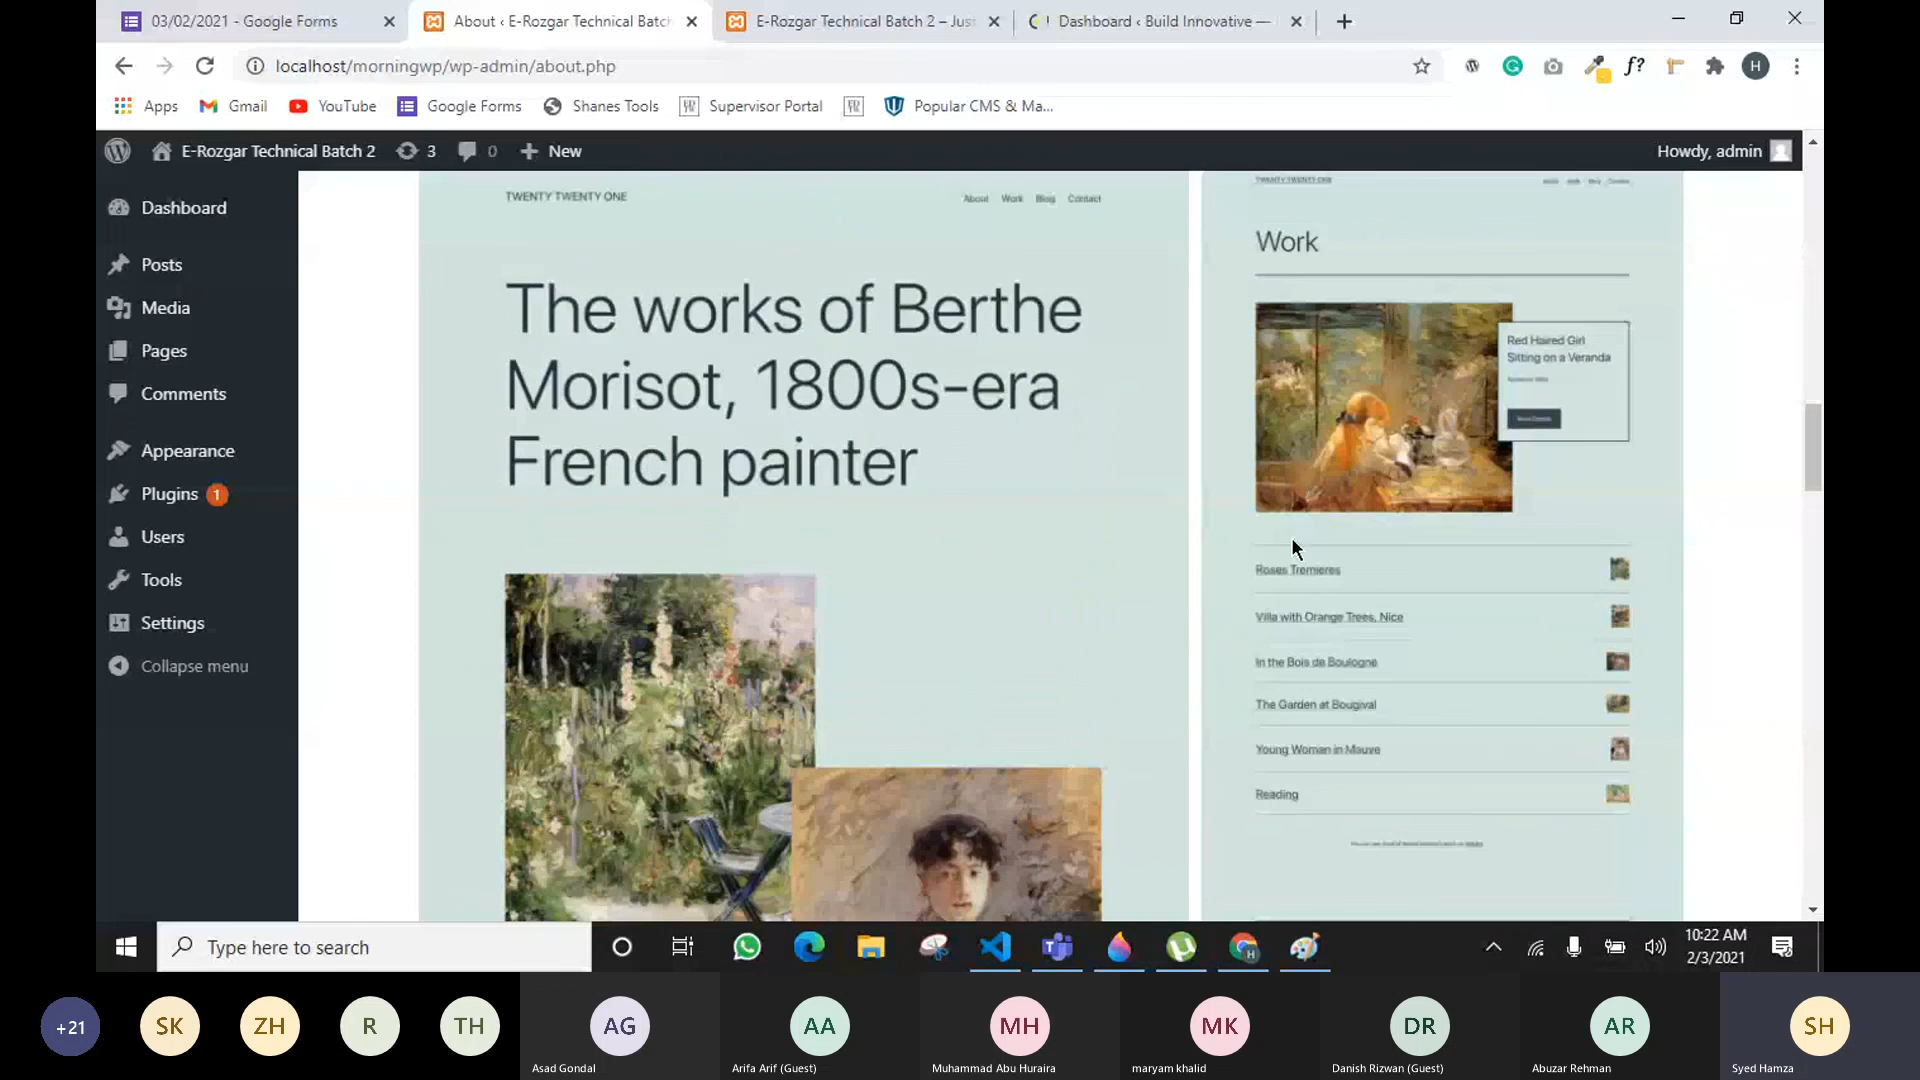 03/02/2021 - Google Forms
About ‹ E-Rozgar Technical Batch
E-Rozgar Technical Batch 2 – Jus
Dashboard ‹ Build Innovative —
localhost/morningwp/wp-admin/about.php
H
Apps
Gmail
YouTube
Google Forms
Shanes Tools
Supervisor Portal
Popular CMS & Ma...
E-Rozgar Technical Batch 2
3
0
New
Howdy, admin
Dashboard
Posts
Media
Pages
Comments
Appearance
Plugins 1
Users
Tools
Settings
Collapse menu
TWENTY TWENTY ONE
About Work Blog Contact
The works of Berthe
Morisot, 1800s-era
French painter
TWENTY TWENTY ONE
Work
Red Haired Girl
Sitting on a Veranda
Roses Tremieres
Villa with Orange Trees, Nice
In the Bois de Boulogne
The Garden at Bougival
Young Woman in Mauve
Reading
Type here to search
10:22 AM
2/3/2021
+21
SK
ZH
R
TH
AG
Asad Gondal
AA
Arifa Arif (Guest)
MH
Muhammad Abu Huraira
MK
maryam khalid
DR
Danish Rizwan (Guest)
AR
Abuzar Rehman
SH
Syed Hamza